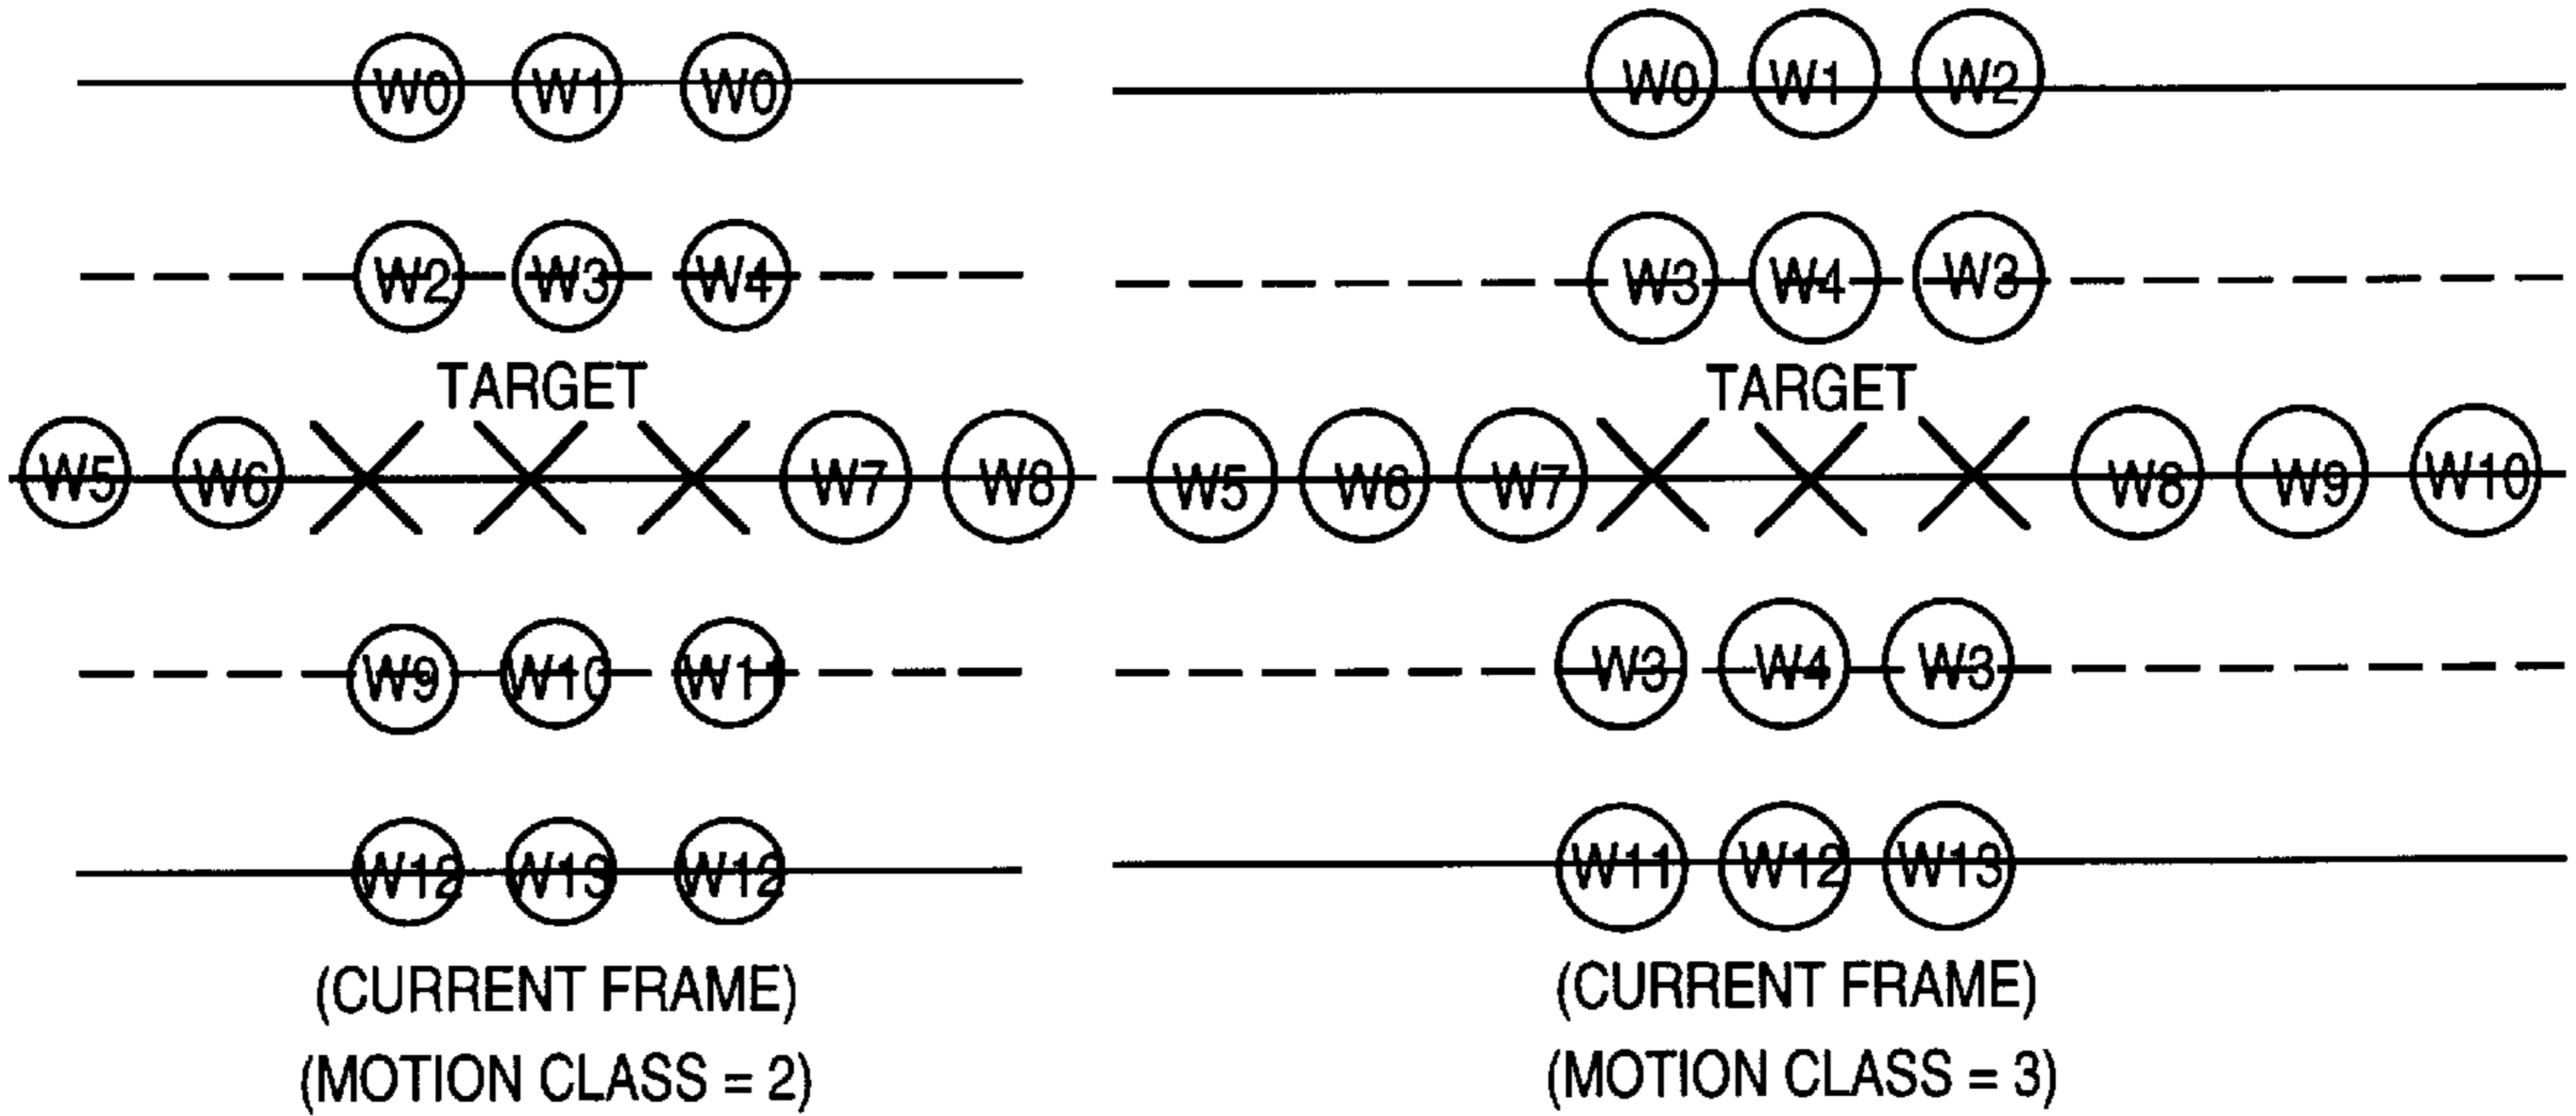 W0 W1 W0
W2 W3 W4
TARGET
W5 W6 W7 W8
W9 W10 W11
W12 W13 W12
(CURRENT FRAME)
(MOTION CLASS = 2)
W0 W1 W2
W3 W4 W3
TARGET
W5 W6 W7 W8 W9 W10
W3 W4 W3
W11 W12 W13
(CURRENT FRAME)
(MOTION CLASS = 3)